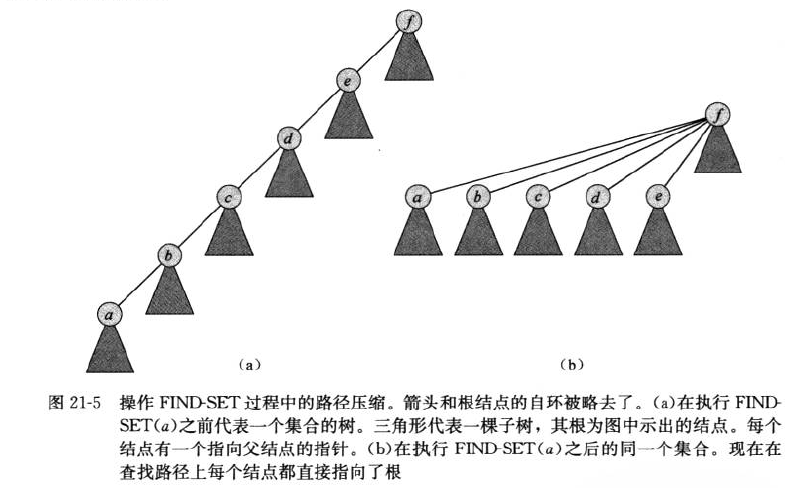 f
e
d
c
b
a
f
a b c d e
(a) (b)
图 21-5 操作 FIND-SET 过程中的路径压缩。箭头和根结点的自环被略去了。(a)在执行 FIND-
SET(a)之前代表一个集合的树。三角形代表一棵子树，其根为图中示出的结点。每个
结点有一个指向父结点的指针。(b)在执行 FIND-SET(a)之后的同一个集合。现在在
查找路径上每个结点都直接指向了根